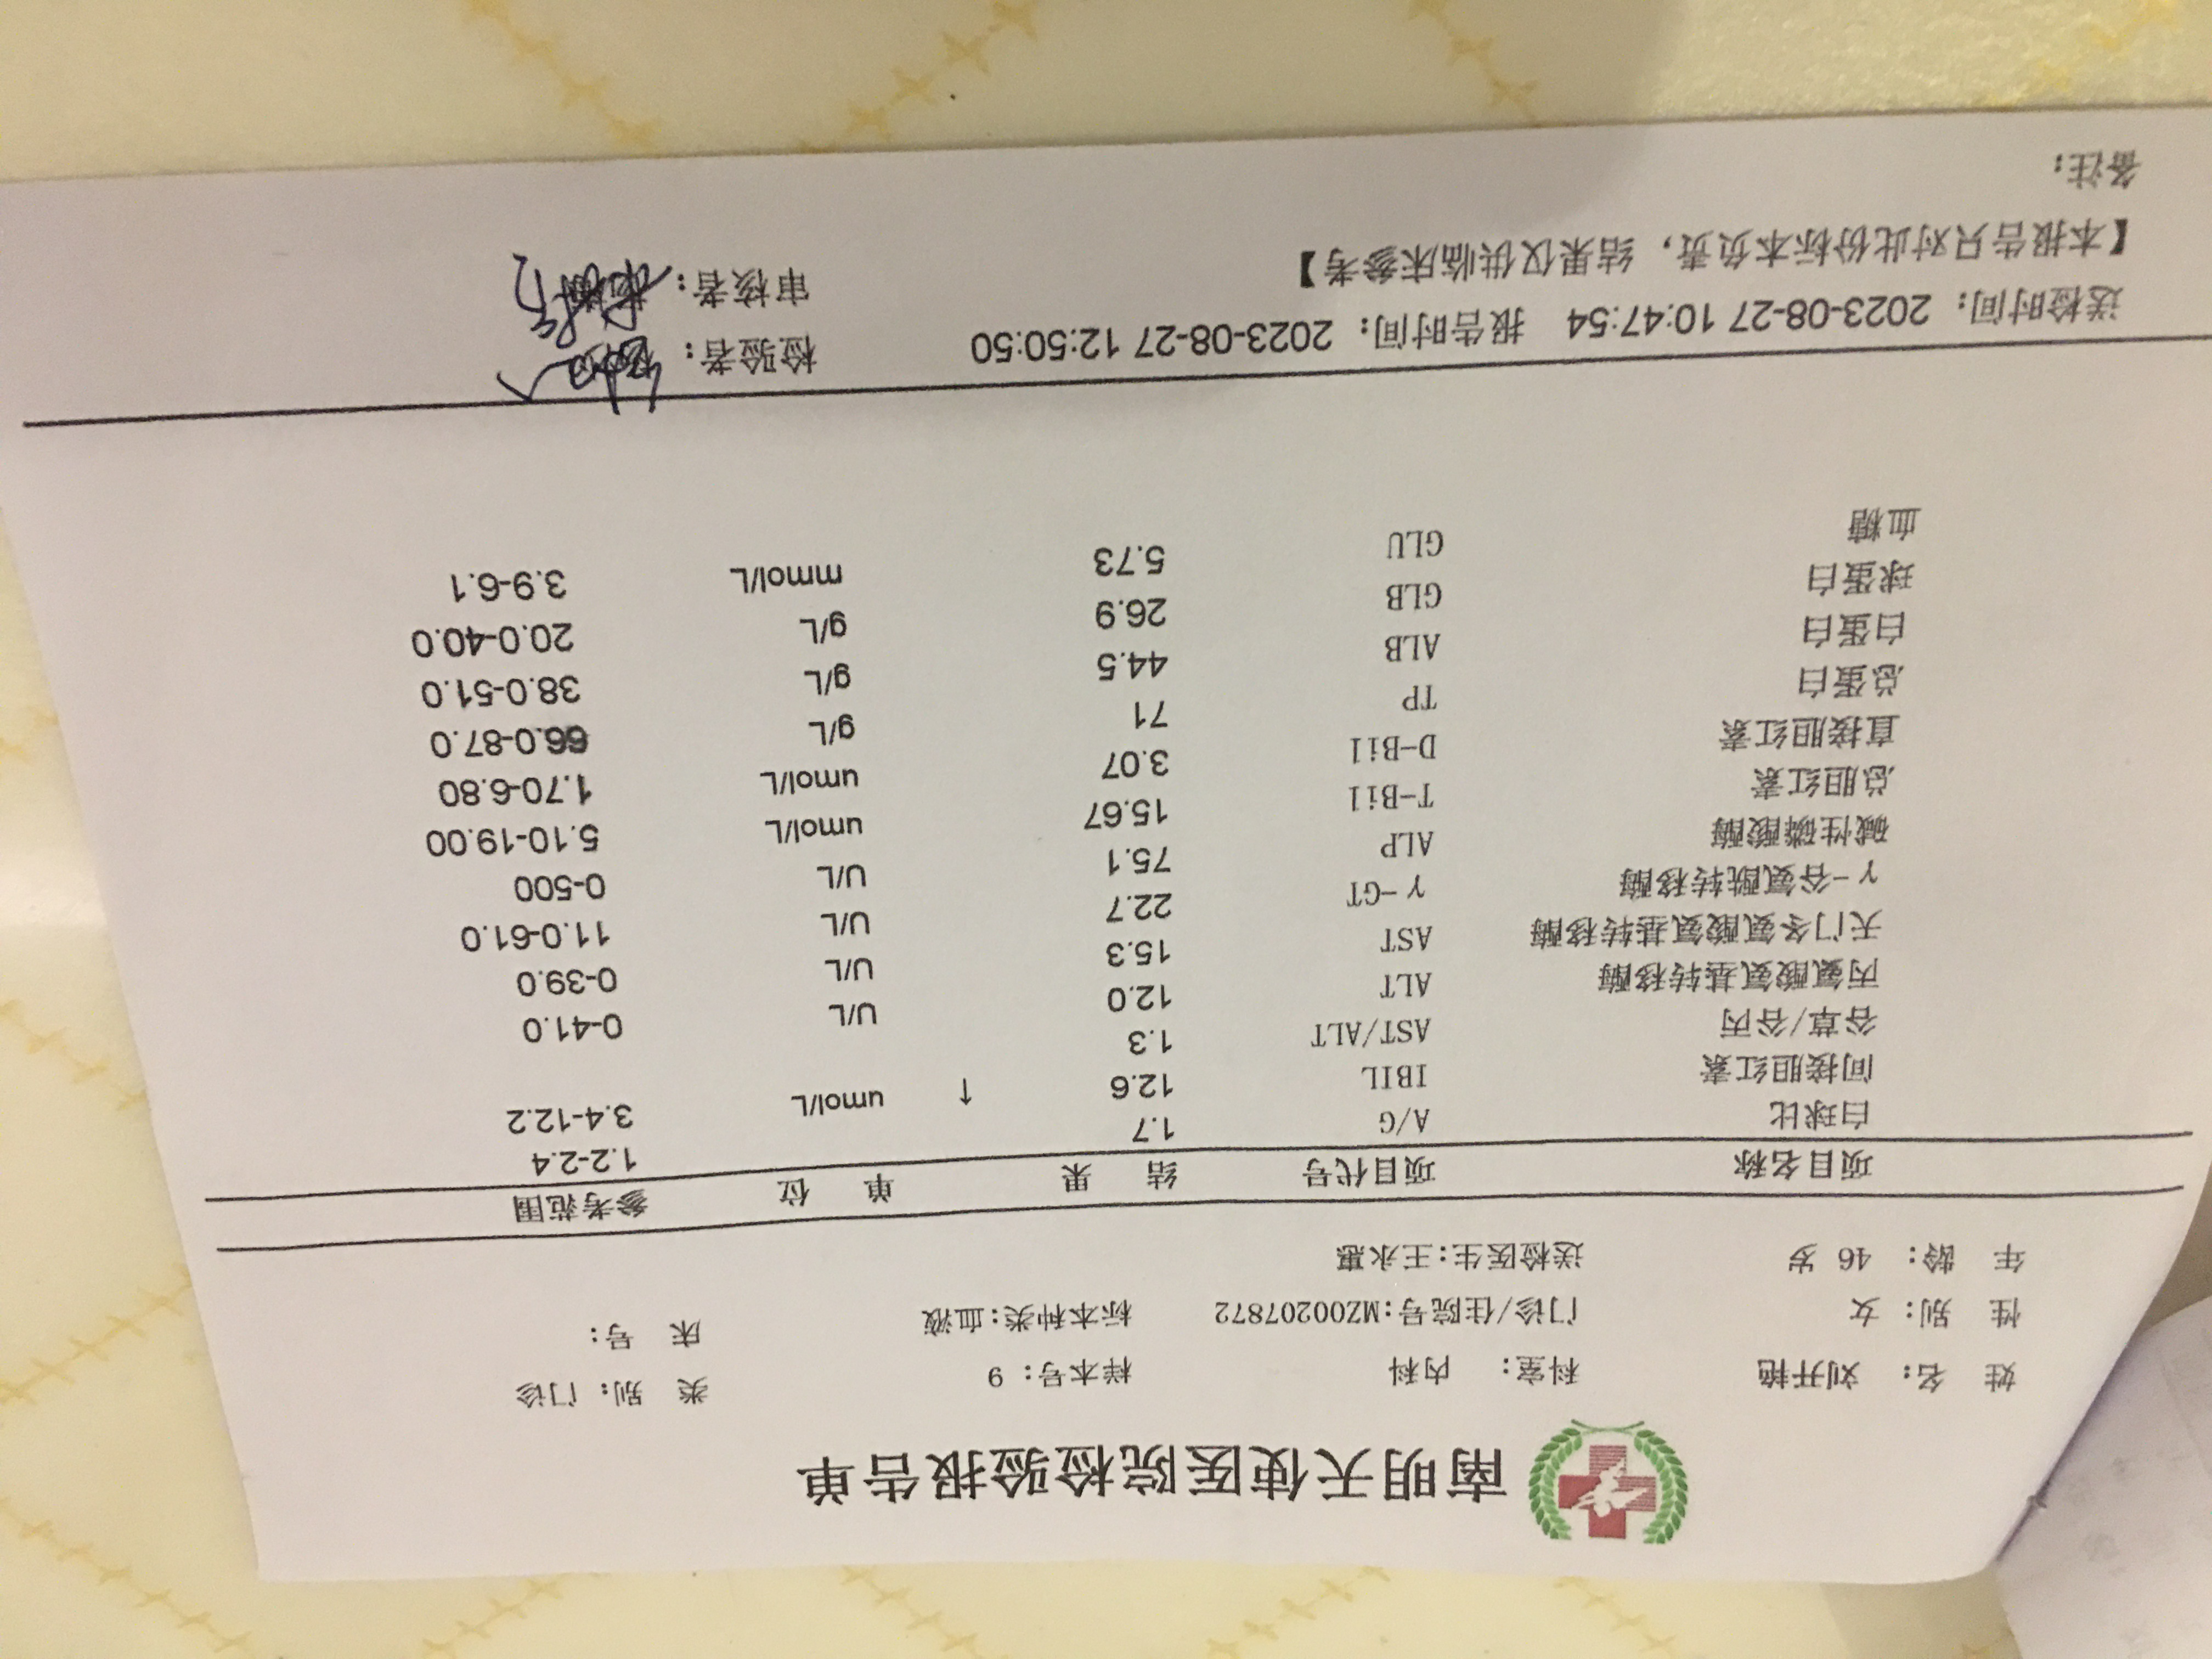 南明天使医院检验报告单
姓 名: 刘开艳 科室: 内科 样本号: 9 类 别: 门诊
性 别: 女 门诊/住院号:MZ00207872 标本种类:血液 床 号:
年 龄: 46 岁 送检医生:王永惠
项目名称 项目代号 结 果 单 位 参考范围
白球比 A/G 1.7 1.2-2.4
间接胆红素 IBIL 12.6 ↑ umol/L 3.4-12.2
谷草/谷丙 AST/ALT 1.3
丙氨酸氨基转移酶 ALT 12.0 U/L 0-41.0
天门冬氨酸氨基转移酶 AST 15.3 U/L 0-39.0
γ-谷氨酰转移酶 γ-GT 22.7 U/L 11.0-61.0
碱性磷酸酶 ALP 75.1 U/L 0-500
总胆红素 T-Bil 15.67 umol/L 5.10-19.00
直接胆红素 D-Bil 3.07 umol/L 1.70-6.80
总蛋白 TP 71 g/L 66.0-87.0
白蛋白 ALB 44.5 g/L 38.0-51.0
球蛋白 GLB 26.9 g/L 20.0-40.0
血糖 GLU 5.73 mmol/L 3.9-6.1
送检时间: 2023-08-27 10:47:54 报告时间: 2023-08-27 12:50:50 检验者:
【本报告只对此份标本负责, 结果仅供临床参考】 审核者:
备注: